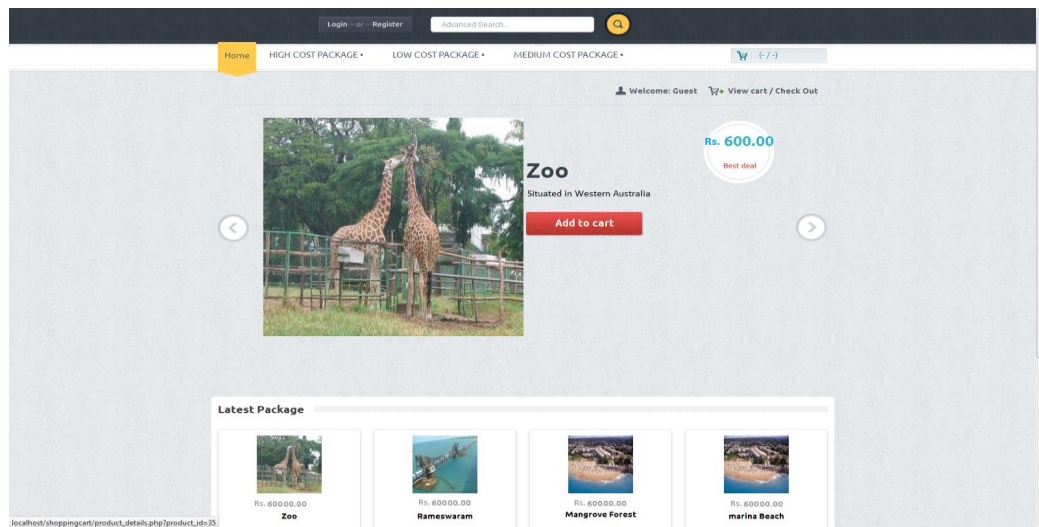 Login -- or -- Register
Advanced Search...
Home
HIGH COST PACKAGE •
LOW COST PACKAGE •
MEDIUM COST PACKAGE •
(- / -)
Welcome: Guest
View cart / Check Out
Rs. 600.00
Best deal
Zoo
Situated in Western Australia
Add to cart
Latest Package
Rs. 60000.00
Zoo
Rs. 60000.00
Rameswaram
Rs. 60000.00
Mangrove Forest
Rs. 60000.00
marina Beach
localhost/shoppingcart/product_details.php?product_id=35